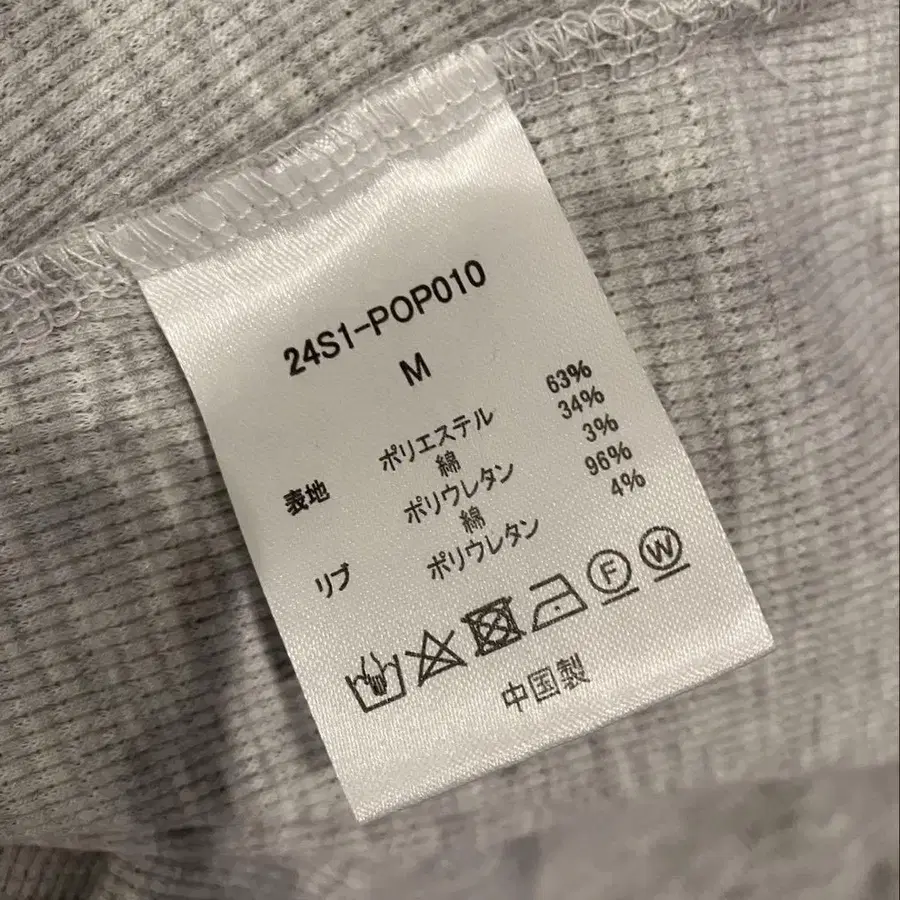 24S1-POP010
M
表地 ポリエステル 63%
綿 34%
ポリウレタン 3%
リブ 綿 96%
ポリウレタン 4%
F W
中国製